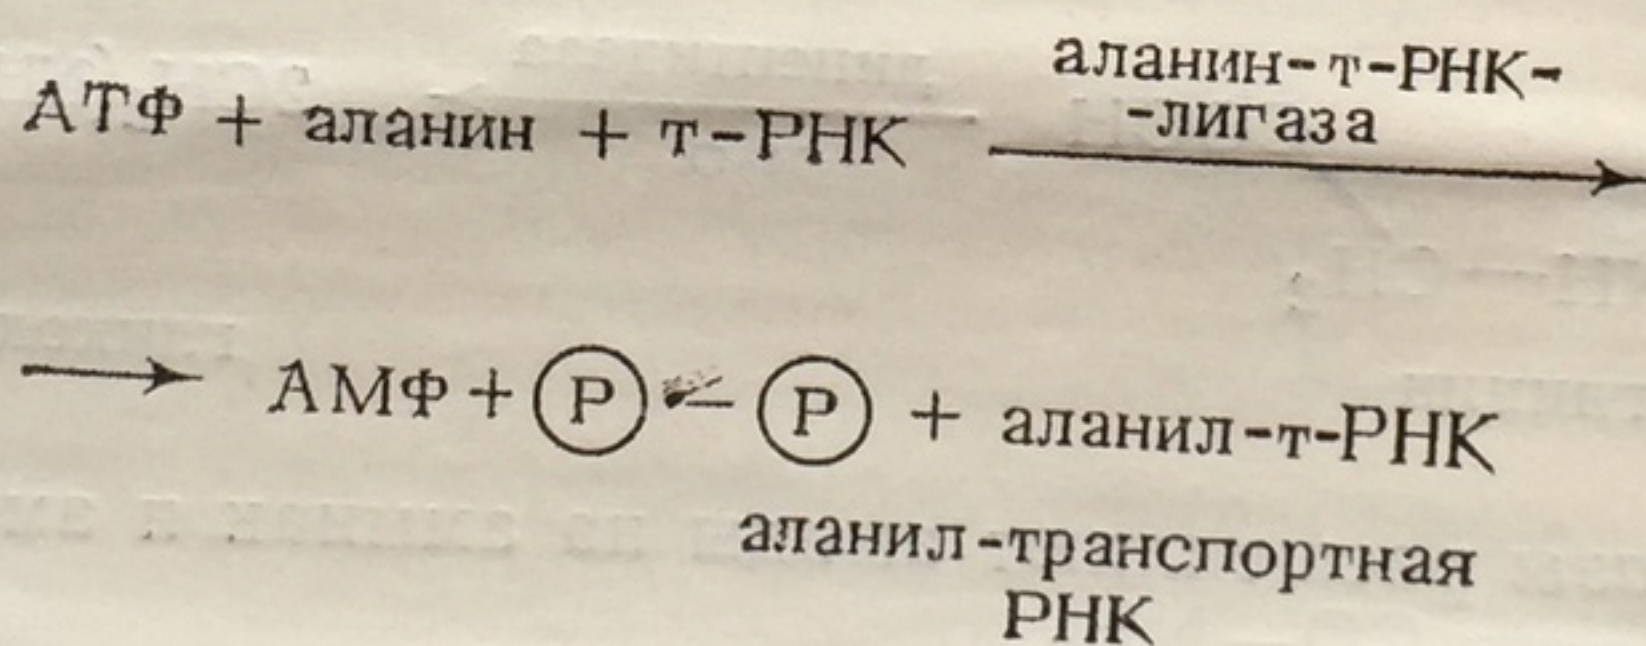 аланин-т-РНК-
АТФ + аланин + т-РНК -лигаза →
→ АМФ + Р – Р + аланил-т-РНК
аланил-транспортная
РНК